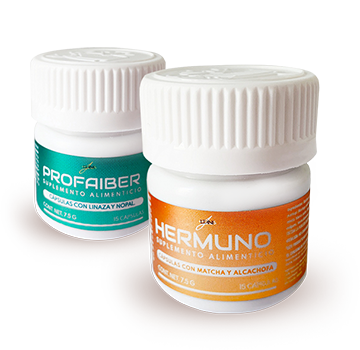 PROFAIBER
SUPLEMENTO ALIMENTICIO
CÁPSULAS CON LINAZA Y NOPAL
CONT. NET. 7.5 G
15 CÁPSULAS
HERMUNO
SUPLEMENTO ALIMENTICIO
CÁPSULAS CON MATCHA Y ALCACHOFA
CONT. NET. 7.5 G
15